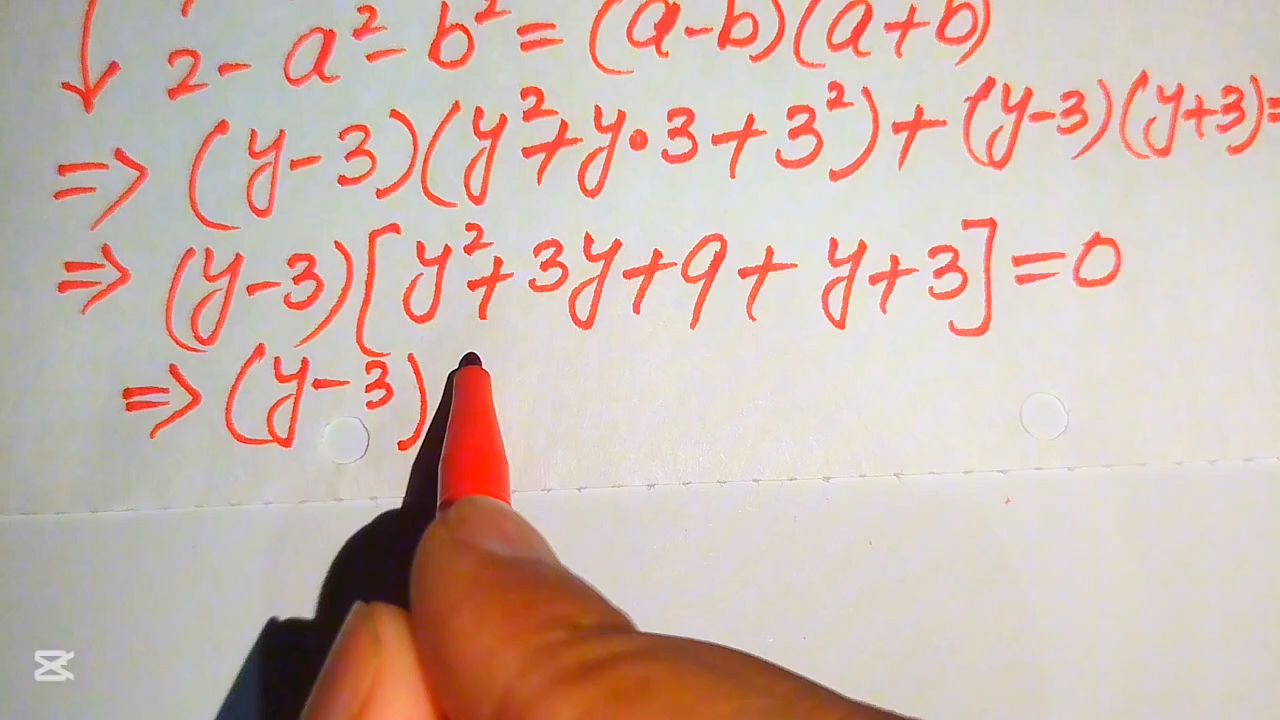 2- a²- b² = (a-b)(a+b)
=> (y-3)(y²+y·3+3²)+(y-3)(y+3)=
=> (y-3)[y²+3y+9+ y+3]=0
=> (y-3)